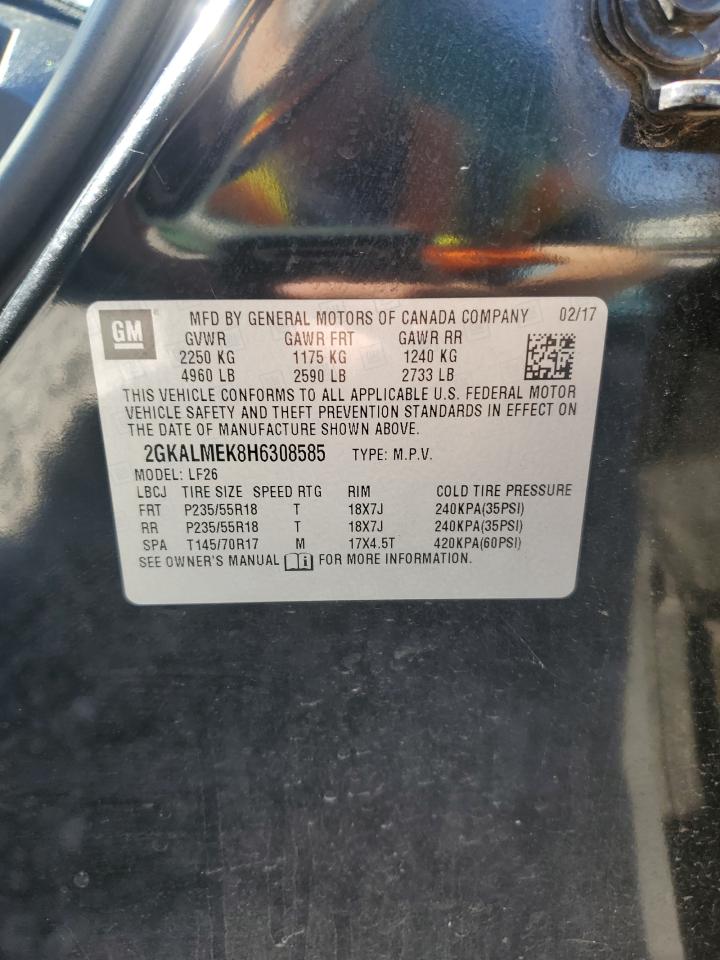 GM
MFD BY GENERAL MOTORS OF CANADA COMPANY 02/17
GVWR GAWR FRT GAWR RR
2250 KG 1175 KG 1240 KG
4960 LB 2590 LB 2733 LB
THIS VEHICLE CONFORMS TO ALL APPLICABLE U.S. FEDERAL MOTOR
VEHICLE SAFETY AND THEFT PREVENTION STANDARDS IN EFFECT ON
THE DATE OF MANUFACTURE SHOWN ABOVE.
2GKALMEK8H6308585 TYPE: M.P.V.
MODEL: LF26
LBCJ TIRE SIZE SPEED RTG RIM COLD TIRE PRESSURE
FRT P235/55R18 T 18X7J 240KPA(35PSI)
RR P235/55R18 T 18X7J 240KPA(35PSI)
SPA T145/70R17 M 17X4.5T 420KPA(60PSI)
SEE OWNER'S MANUAL FOR MORE INFORMATION.